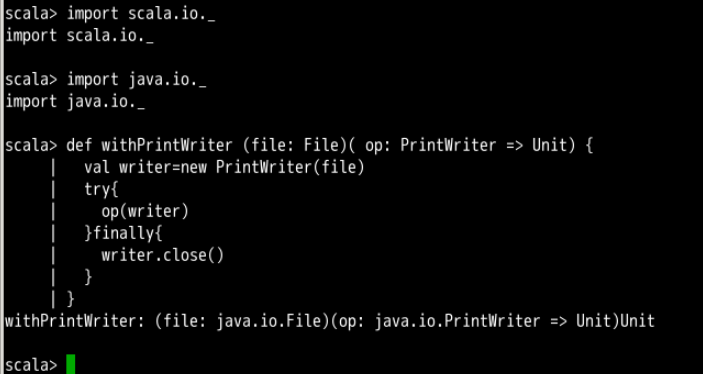 scala> import scala.io._
import scala.io._
scala> import java.io._
import java.io._
scala> def withPrintWriter (file: File)( op: PrintWriter => Unit) {
     |   val writer=new PrintWriter(file)
     |   try{
     |     op(writer)
     |   }finally{
     |     writer.close()
     |   }
     | }
withPrintWriter: (file: java.io.File)(op: java.io.PrintWriter => Unit)Unit
scala>